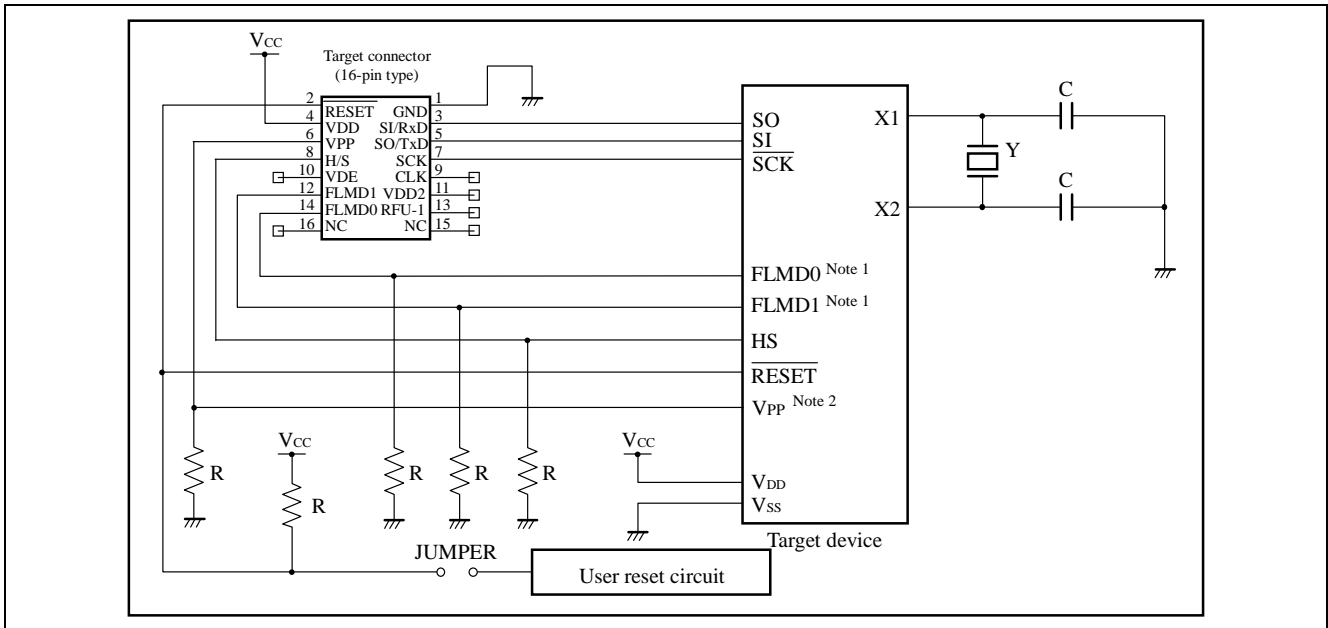 VCC
Target connector
(16-pin type)
2 RESET GND 1
4 VDD SI/RxD 3
6 VPP SO/TxD 5
8 H/S SCK 7
10 VDE CLK 9
12 FLMD1 VDD2 11
14 FLMD0 RFU-1 13
16 NC NC 15
SO
SI
SCK
X1
X2
C
Y
C
FLMD0 Note 1
FLMD1 Note 1
HS
RESET
VPP Note 2
VCC
R
R
R
R
R
VCC
VDD
VSS
Target device
JUMPER
User reset circuit